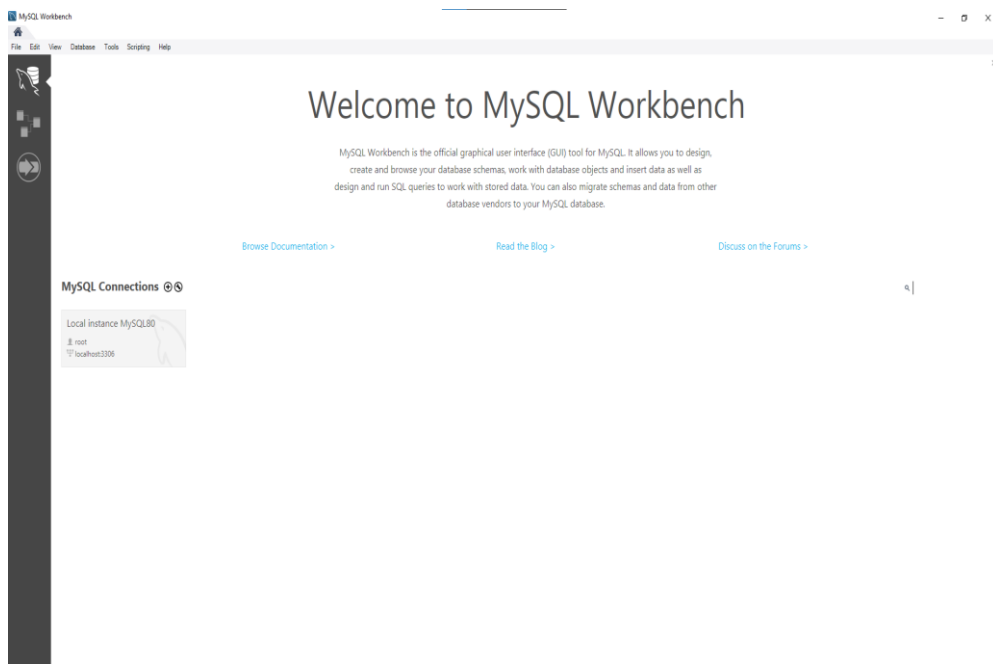 MySQL Workbench
File Edit View Database Tools Scripting Help
Welcome to MySQL Workbench
MySQL Workbench is the official graphical user interface (GUI) tool for MySQL. It allows you to design,
create and browse your database schemas, work with database objects and insert data as well as
design and run SQL queries to work with stored data. You can also migrate schemas and data from other
database vendors to your MySQL database.
Browse Documentation > Read the Blog > Discuss on the Forums >
MySQL Connections
Local instance MySQL80
root
localhost:3306